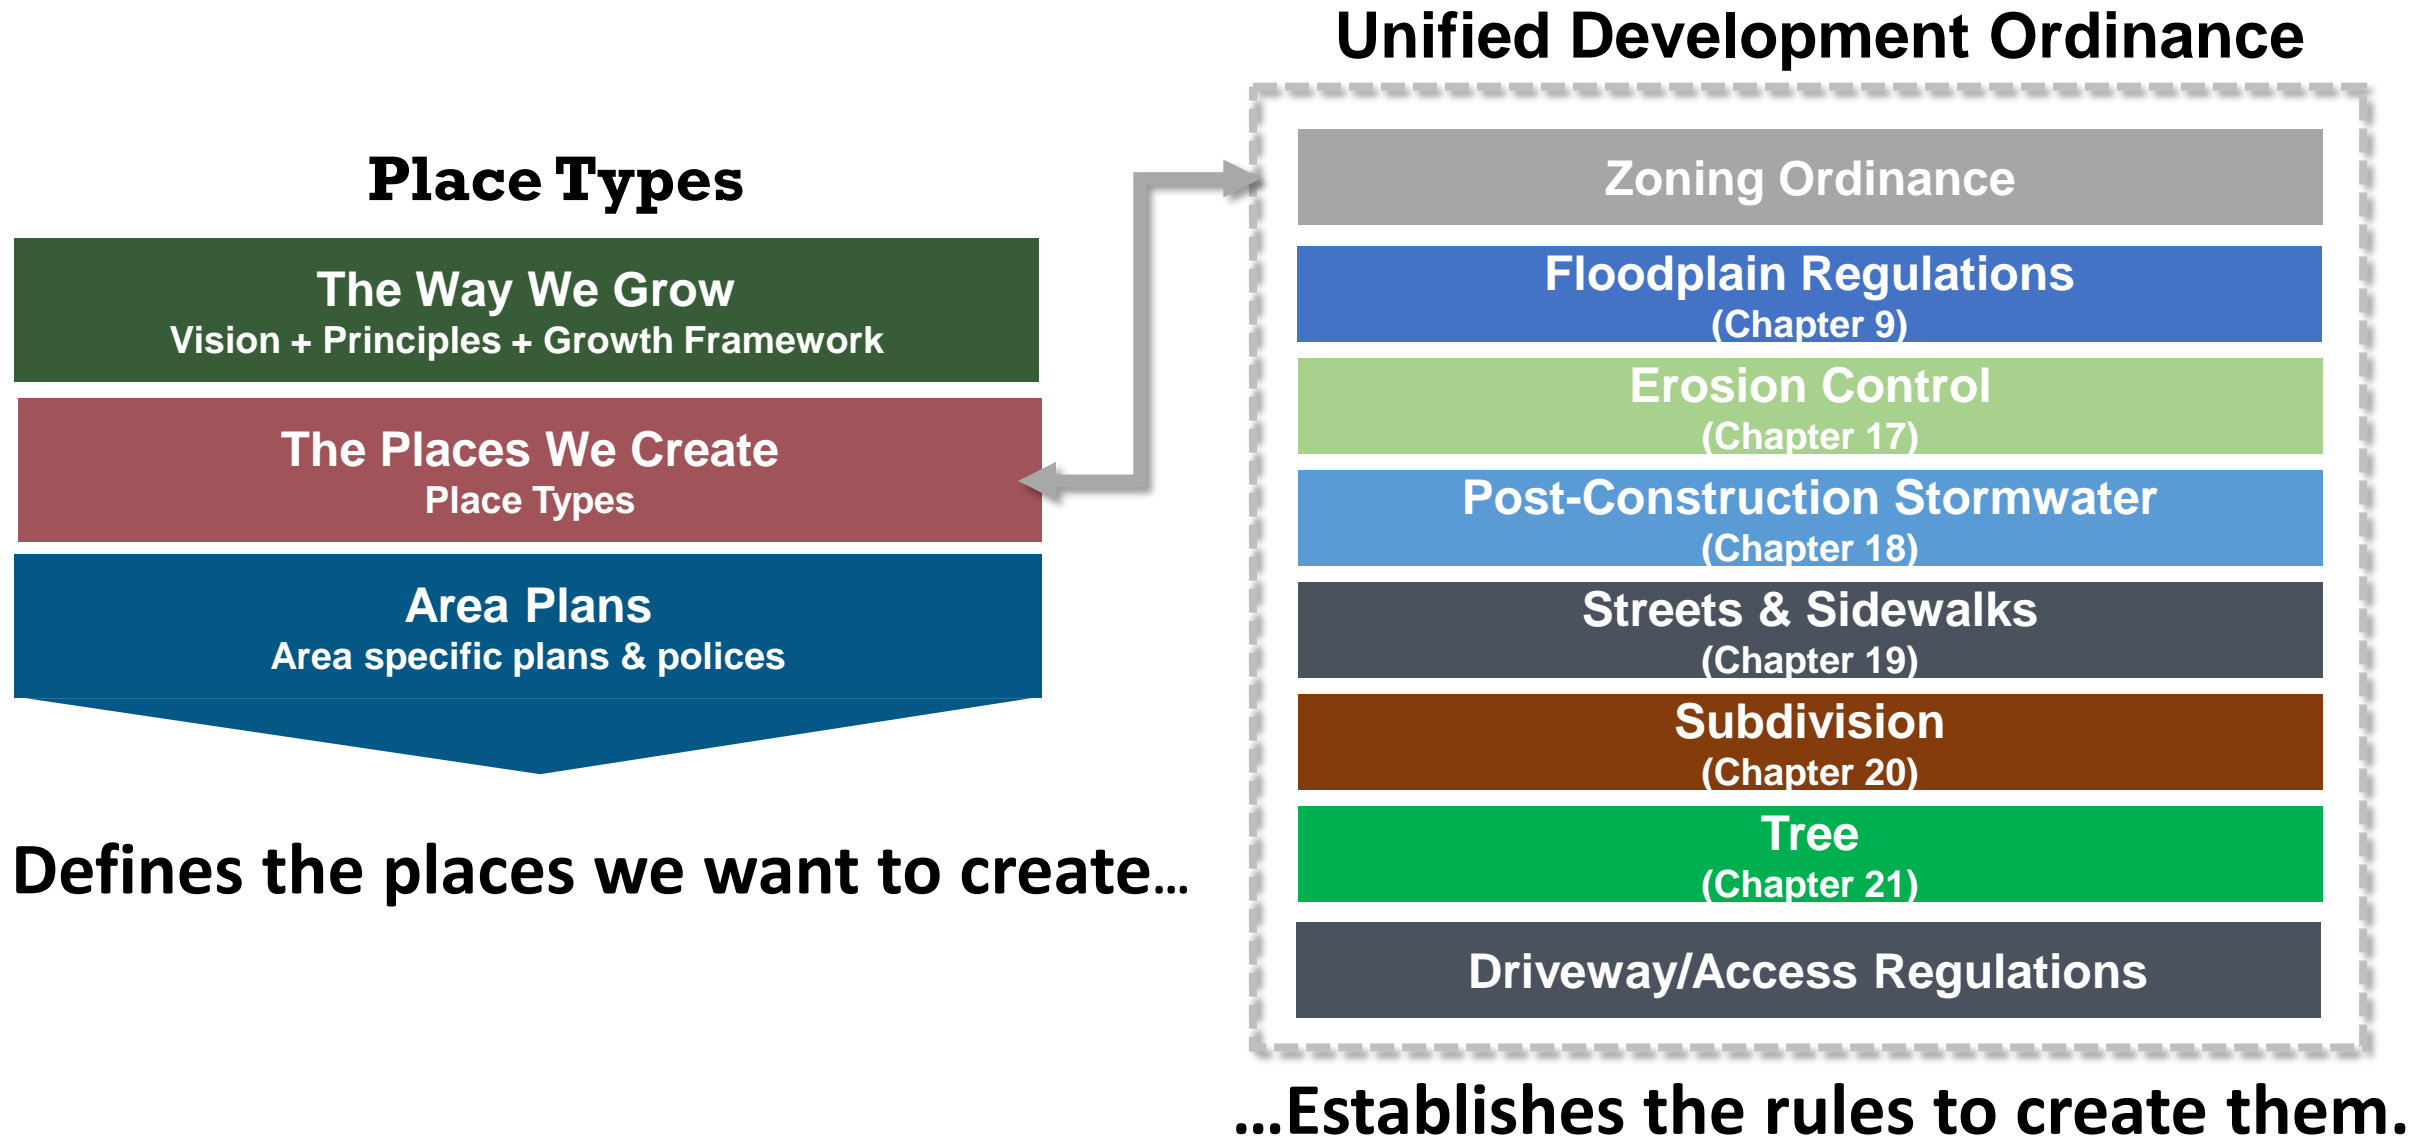 Place Types
The Way We Grow
Vision + Principles + Growth Framework
The Places We Create
Place Types
Area Plans
Area specific plans & polices
Defines the places we want to create...
Unified Development Ordinance
Zoning Ordinance
Floodplain Regulations
(Chapter 9)
Erosion Control
(Chapter 17)
Post-Construction Stormwater
(Chapter 18)
Streets & Sidewalks
(Chapter 19)
Subdivision
(Chapter 20)
Tree
(Chapter 21)
Driveway/Access Regulations
...Establishes the rules to create them.